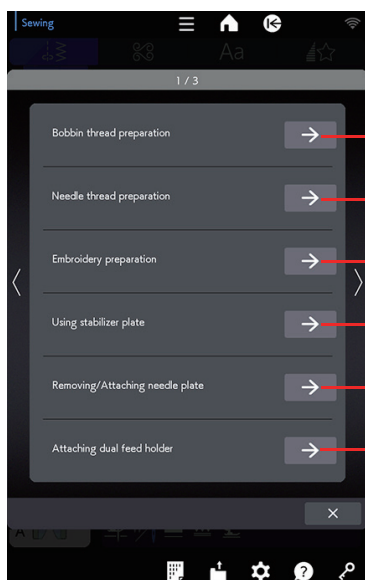 Sewing
Aa
1 / 3
Bobbin thread preparation
Needle thread preparation
Embroidery preparation
Using stabilizer plate
Removing/Attaching needle plate
Attaching dual feed holder
A